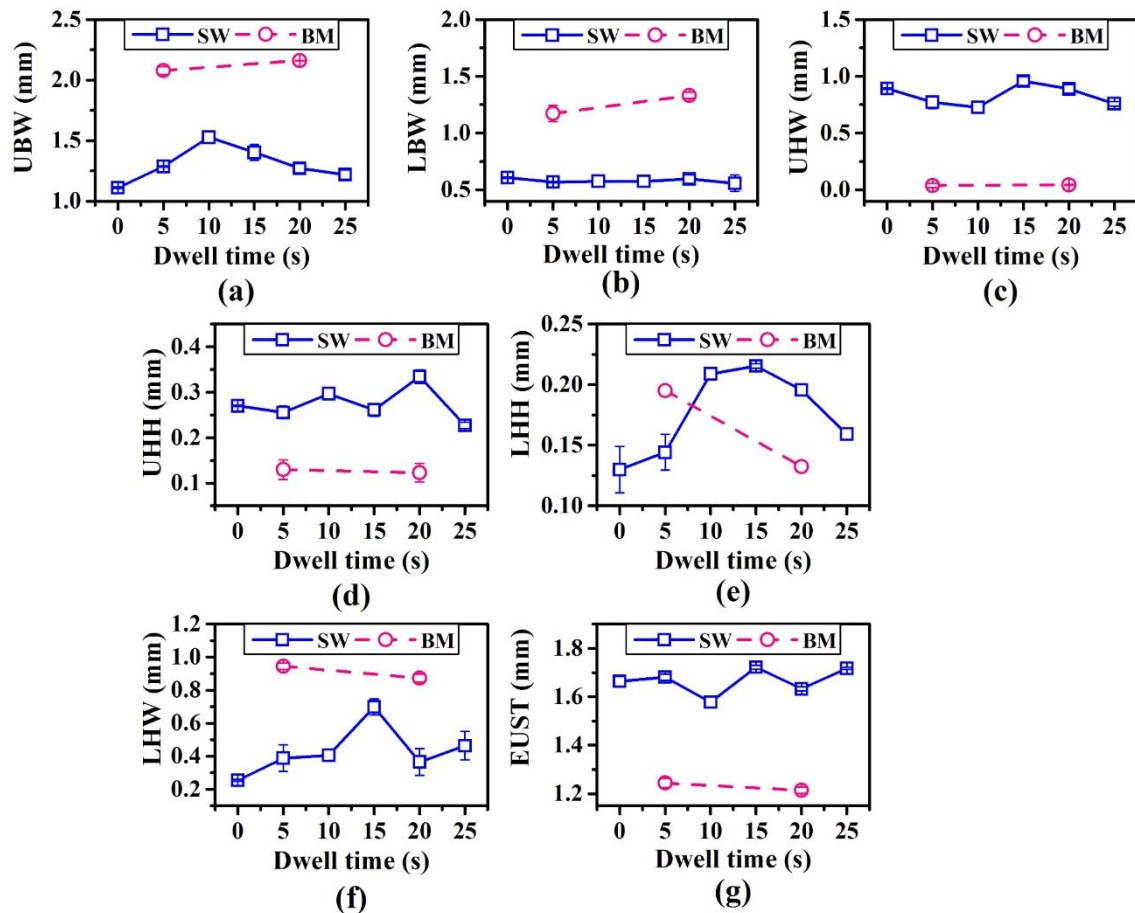 SW BM
UBW (mm)
2.5
2.0
1.5
1.0
0 5 10 15 20 25
Dwell time (s)
(a)
SW BM
LBW (mm)
2.0
1.5
1.0
0.5
0 5 10 15 20 25
Dwell time (s)
(b)
SW BM
UHW (mm)
1.5
1.0
0.5
0.0
0 5 10 15 20 25
Dwell time (s)
(c)
SW BM
UHH (mm)
0.4
0.3
0.2
0.1
0 5 10 15 20 25
Dwell time (s)
(d)
SW BM
LHH (mm)
0.25
0.20
0.15
0.10
0 5 10 15 20 25
Dwell time (s)
(e)
SW BM
LHW (mm)
1.2
1.0
0.8
0.6
0.4
0.2
0 5 10 15 20 25
Dwell time (s)
(f)
SW BM
EUST (mm)
1.8
1.6
1.4
1.2
0 5 10 15 20 25
Dwell time (s)
(g)